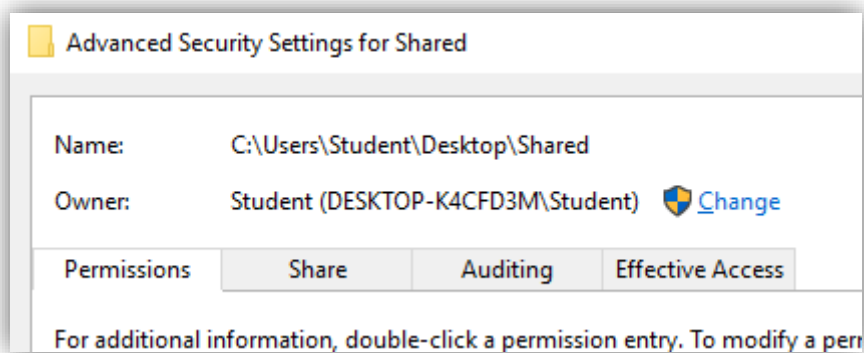 Advanced Security Settings for Shared
Name: C:\Users\Student\Desktop\Shared
Owner: Student (DESKTOP-K4CFD3M\Student) Change
Permissions Share Auditing Effective Access
For additional information, double-click a permission entry. To modify a